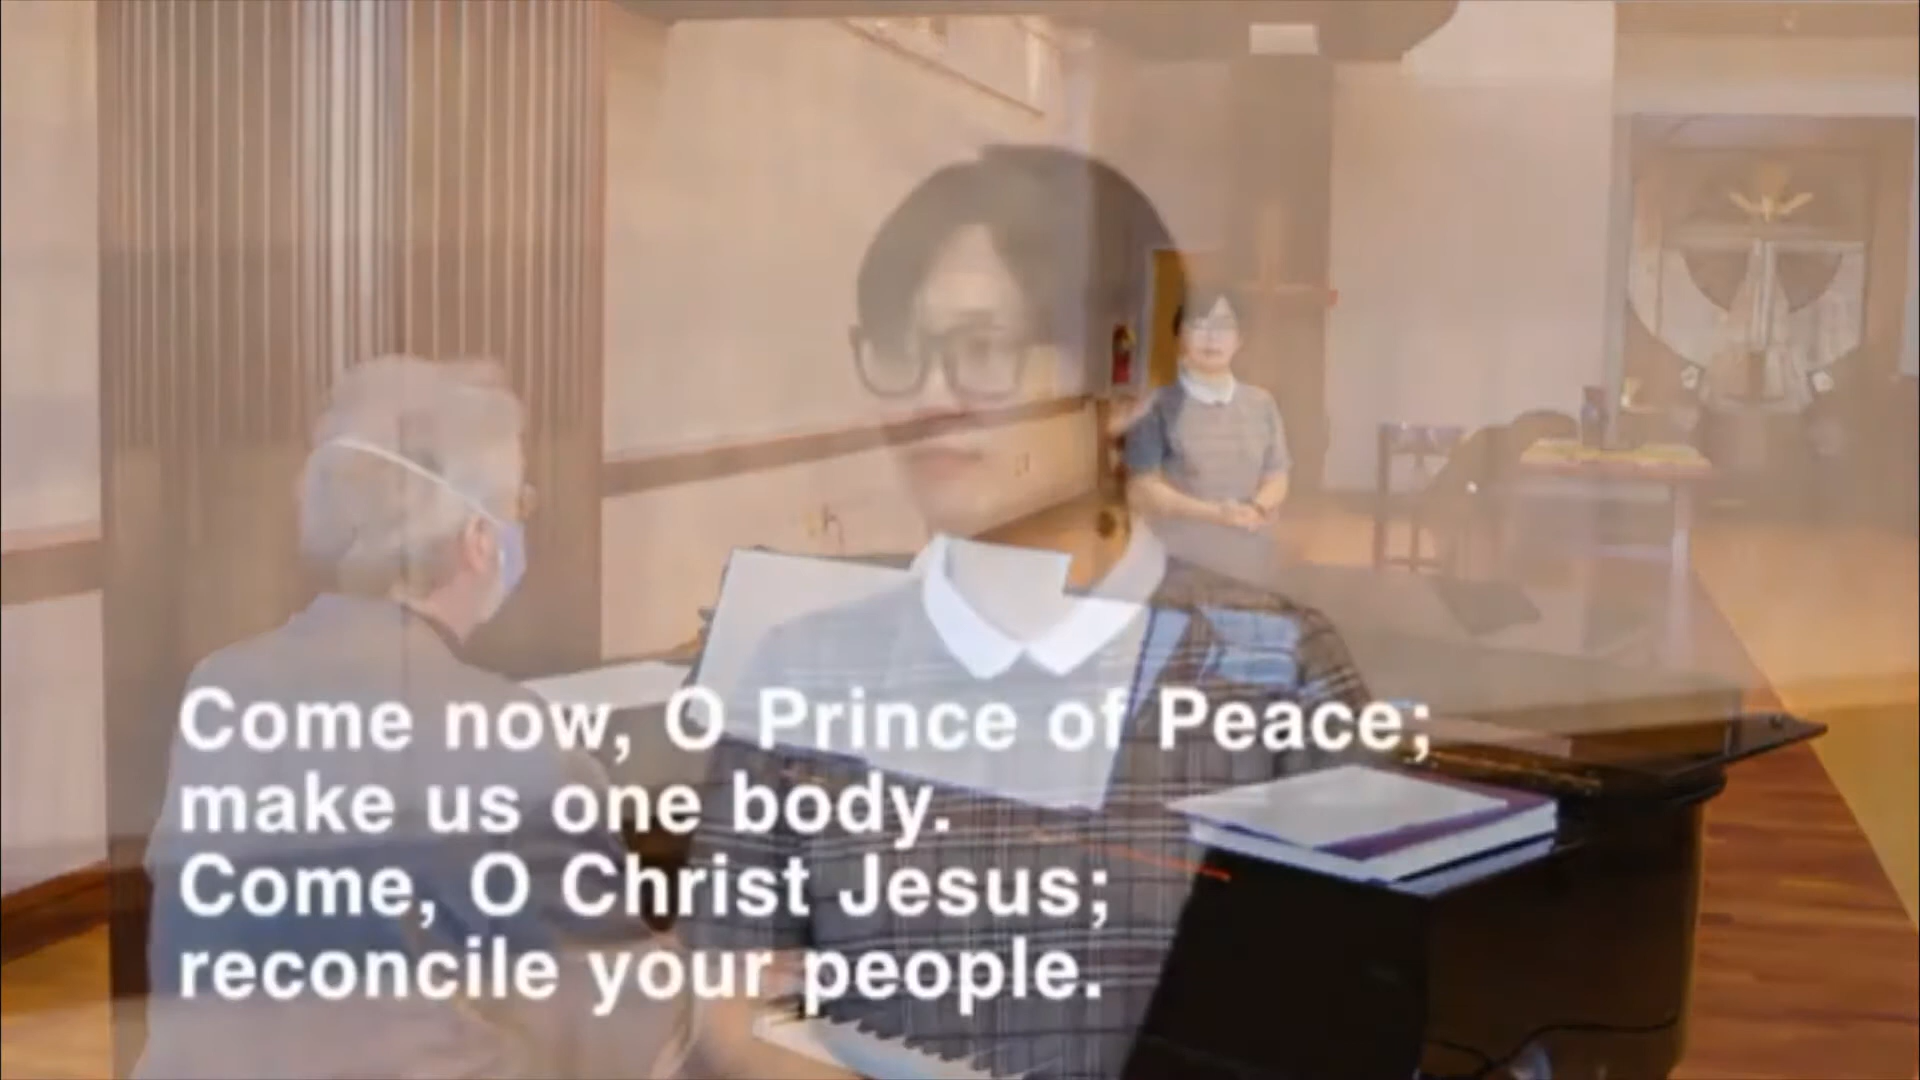 Come now, O Prince of Peace;
make us one body.
Come, O Christ Jesus;
reconcile your people.